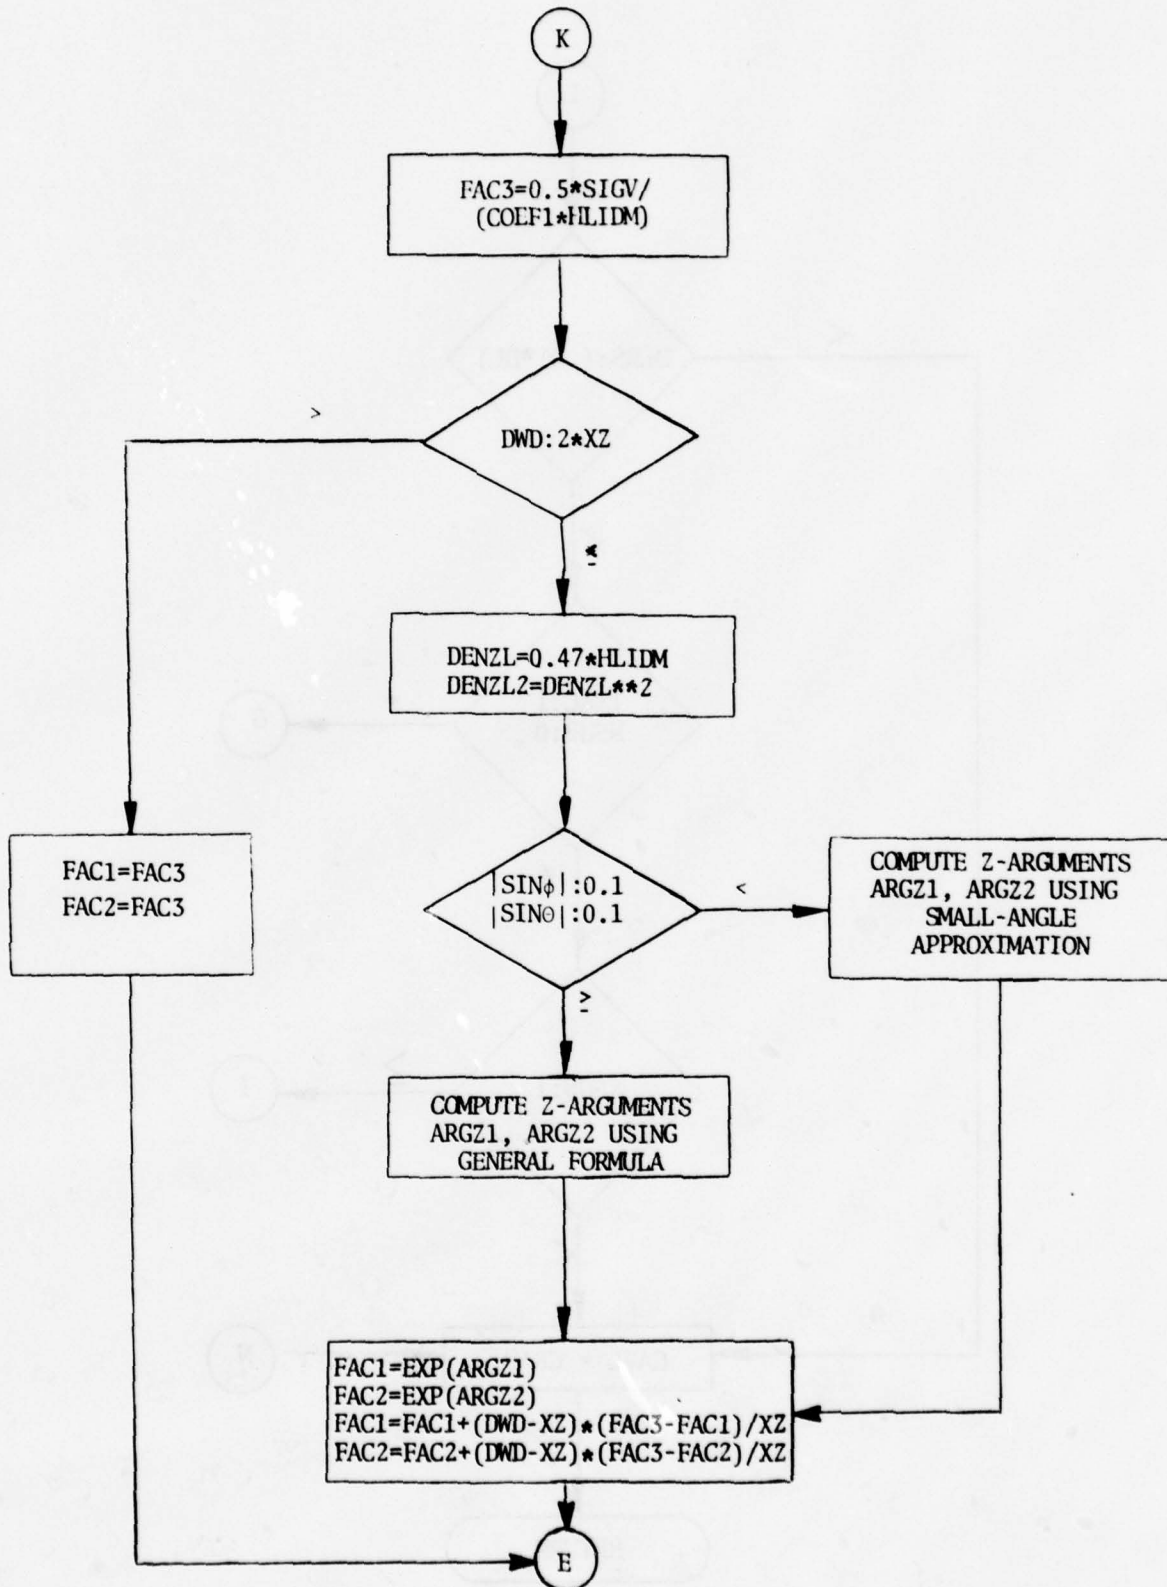 K
FAC3=0.5*SIGV/
(COEF1*HLIDM)
>
DWD:2*XZ
≤
DENZL=0.47*HLIDM
DENZL2=DENZL**2
FAC1=FAC3
FAC2=FAC3
|SINϕ|:0.1
|SINΘ|:0.1
<
COMPUTE Z-ARGUMENTS
ARGZ1, ARGZ2 USING
SMALL-ANGLE
APPROXIMATION
≥
COMPUTE Z-ARGUMENTS
ARGZ1, ARGZ2 USING
GENERAL FORMULA
FAC1=EXP(ARGZ1)
FAC2=EXP(ARGZ2)
FAC1=FAC1+(DWD-XZ)*(FAC3-FAC1)/XZ
FAC2=FAC2+(DWD-XZ)*(FAC3-FAC2)/XZ
E